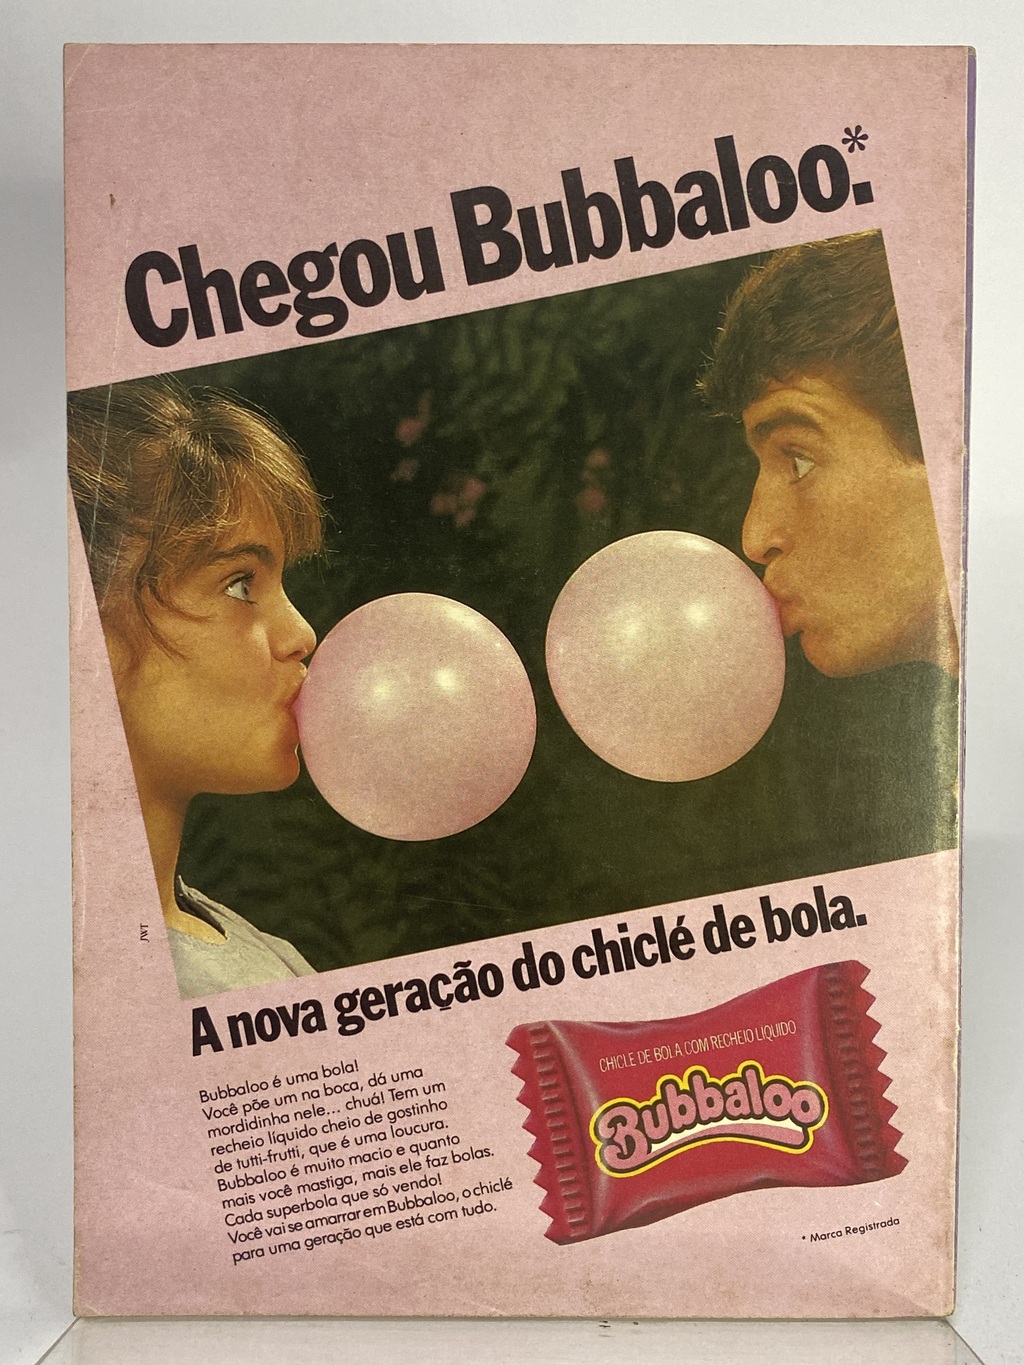 Chegou Bubbaloo.*
JWT
A nova geração do chiclé de bola.
Bubbaloo é uma bola!
Você põe um na boca, dá uma
mordidinha nele... chuá! Tem um
recheio líquido cheio de gostinho
de tutti-frutti, que é uma loucura.
Bubbaloo é muito macio e quanto
mais você mastiga, mais ele faz bolas.
Cada superbola que só vendo!
Você vai se amarrar em Bubbaloo, o chiclé
para uma geração que está com tudo.
CHICLE DE BOLA COM RECHEIO LIQUIDO
Bubbaloo
* Marca Registrada